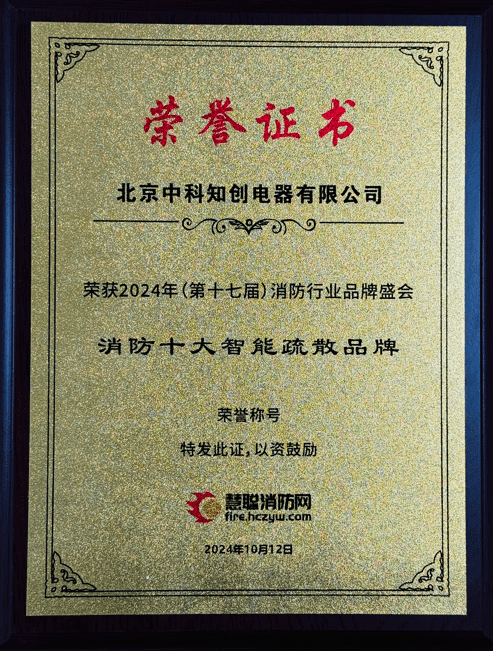 荣誉证书
北京中科知创电器有限公司
荣获2024年(第十七届)消防行业品牌盛会
消防十大智能疏散品牌
荣誉称号
特发此证,以资鼓励
慧聪消防网
fire.hczyw.com
2024年10月12日